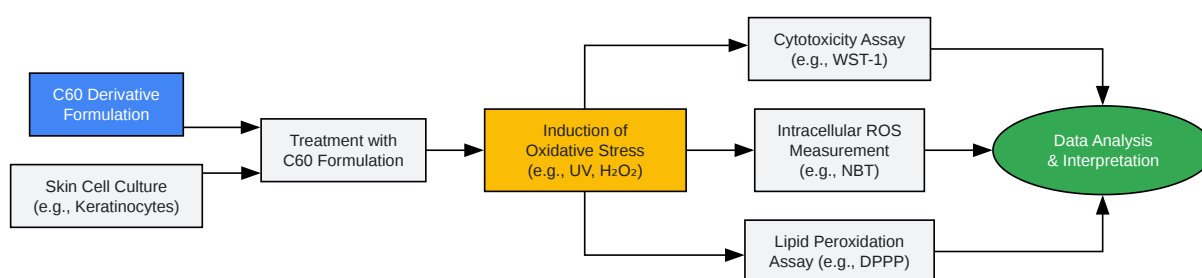 C60 Derivative
Formulation
Skin Cell Culture
(e.g., Keratinocytes)
Treatment with
C60 Formulation
Induction of
Oxidative Stress
(e.g., UV, H₂O₂)
Cytotoxicity Assay
(e.g., WST-1)
Intracellular ROS
Measurement
(e.g., NBT)
Lipid Peroxidation
Assay (e.g., DPPP)
Data Analysis
& Interpretation